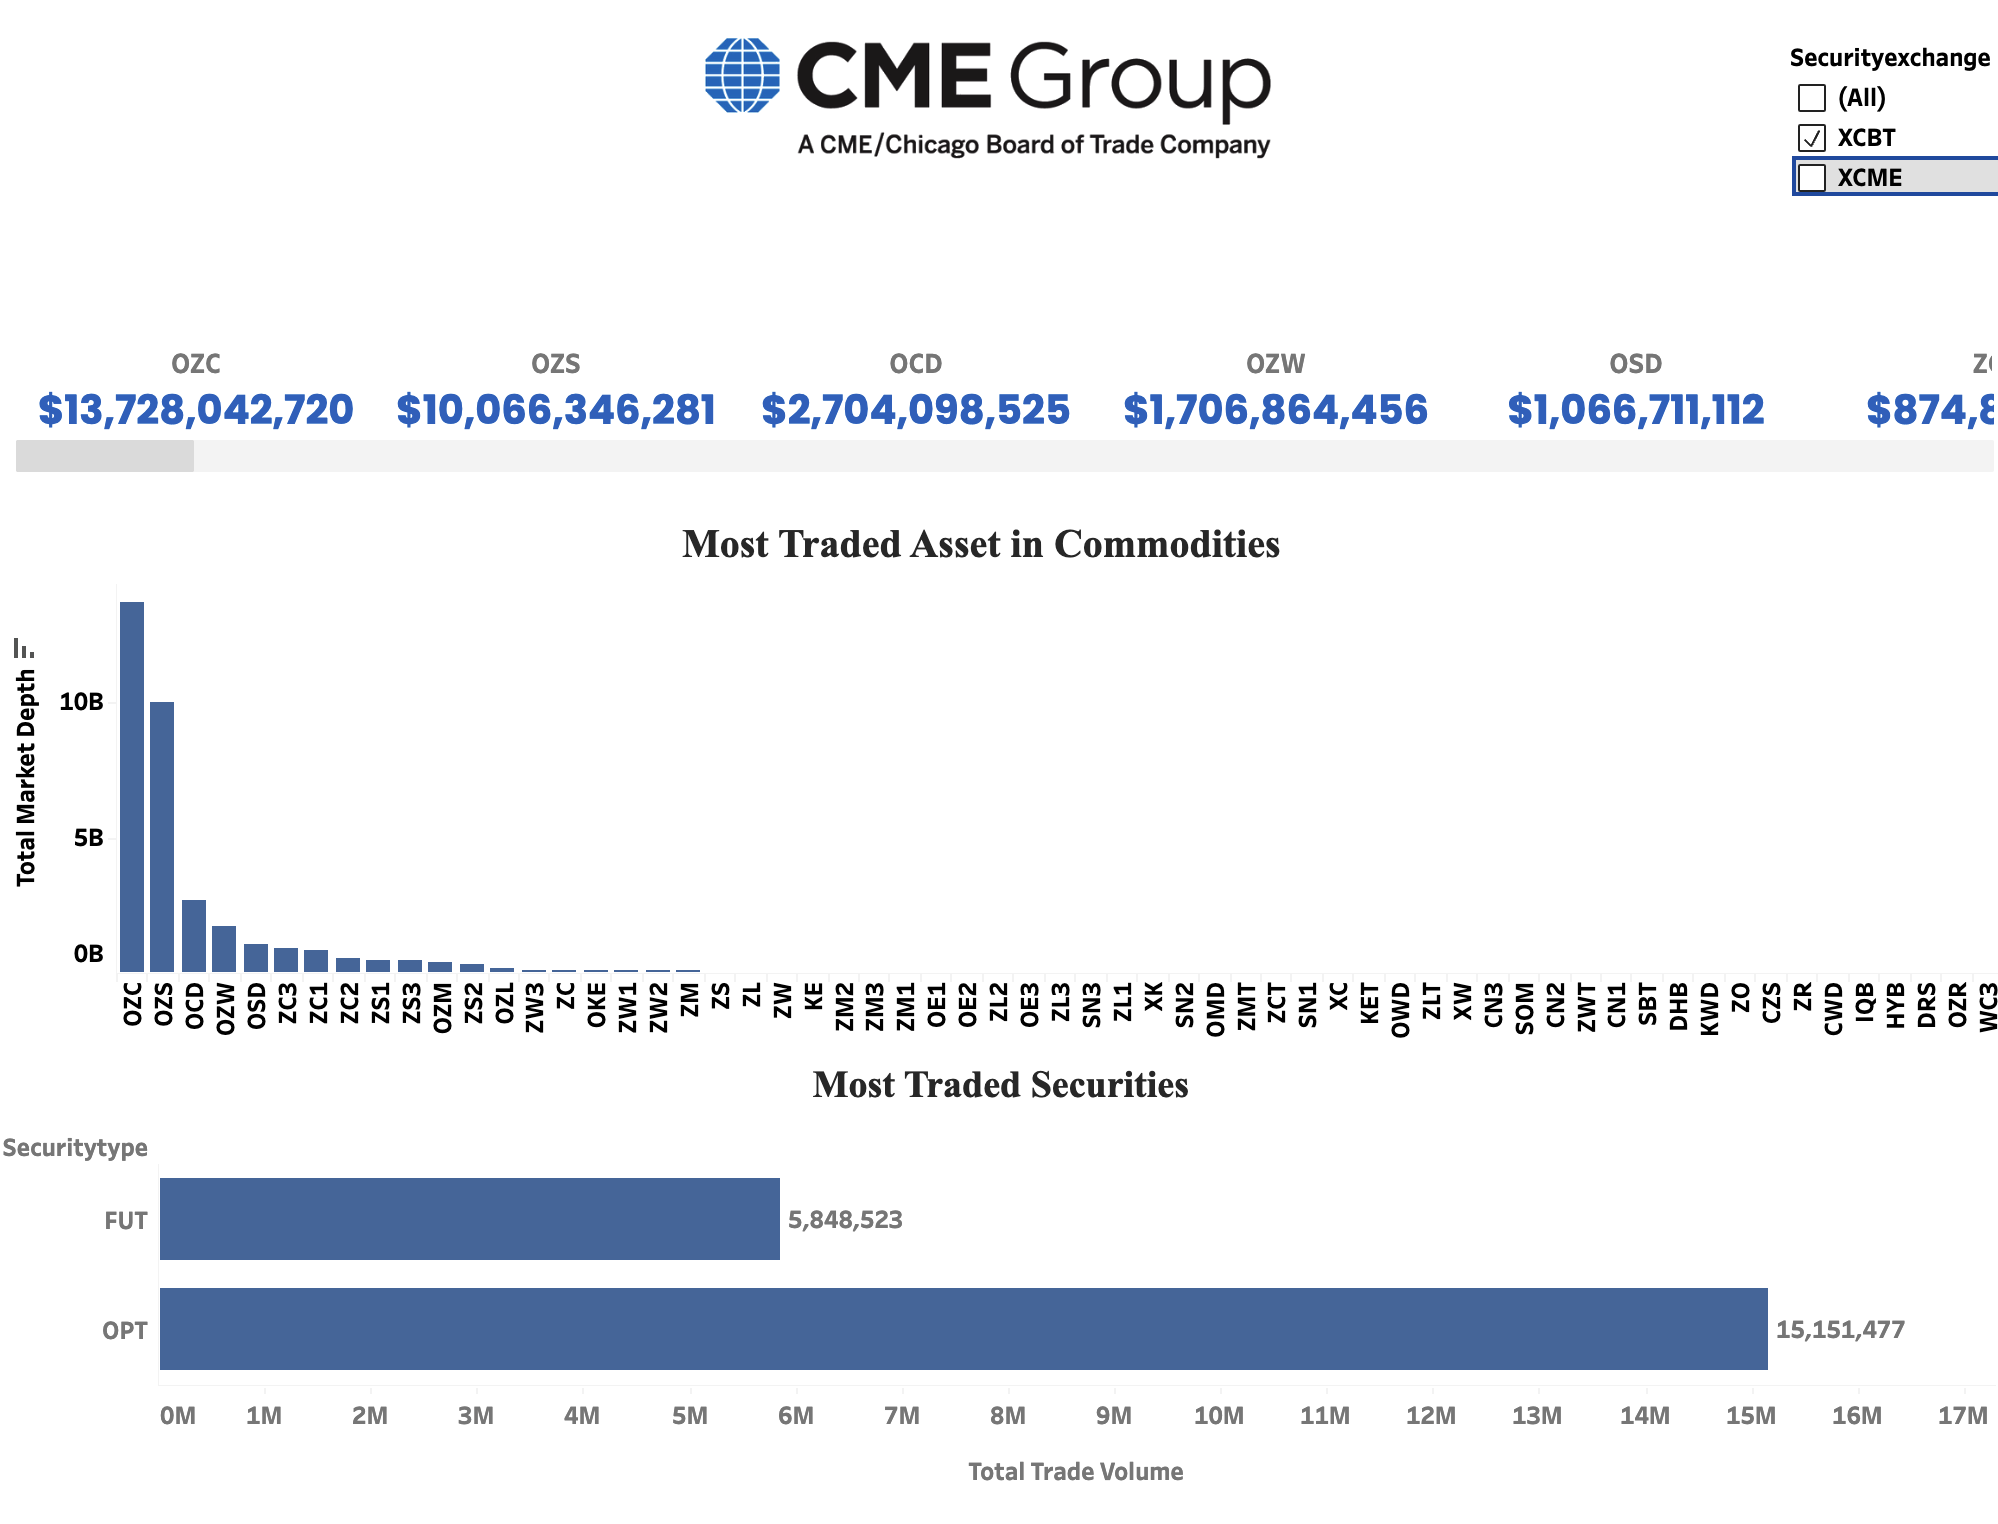 CME Group
A CME/Chicago Board of Trade Company
Securityexchange
(All)
XCBT
XCME
OZC OZS OCD OZW OSD
$13,728,042,720 $10,066,346,281 $2,704,098,525 $1,706,864,456 $1,066,711,112 $874,8
Most Traded Asset in Commodities
Total Market Depth
10B
5B
0B
OZC OZS OCD OZW OSD ZC3 ZC1 ZC2 ZS1 ZS3 OZM ZS2 OZL ZW3 ZC OKE ZW1 ZW2 ZM ZS ZL ZW KE ZM2 ZM3 ZM1 OE1 OE2 ZL2 OE3 ZL3 SN3 ZL1 XK SN2 OMD ZMT ZCT SN1 XC KET OWD ZLT XW CN3 SOM CN2 ZWT CN1 SBT DHB KWD ZO CZS ZR CWD IQB HYB DRS OZR WC3
Most Traded Securities
Securitytype
FUT 5,848,523
OPT 15,151,477
0M 1M 2M 3M 4M 5M 6M 7M 8M 9M 10M 11M 12M 13M 14M 15M 16M 17M
Total Trade Volume